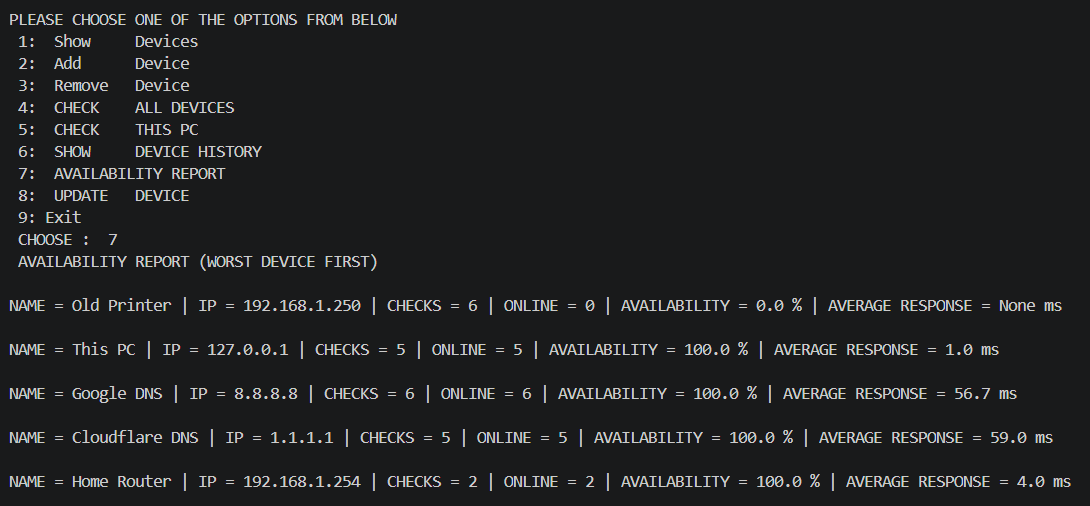 PLEASE CHOOSE ONE OF THE OPTIONS FROM BELOW
1:  Show     Devices
2:  Add      Device
3:  Remove   Device
4:  CHECK    ALL DEVICES
5:  CHECK    THIS PC
6:  SHOW     DEVICE HISTORY
7:  AVAILABILITY REPORT
8:  UPDATE   DEVICE
9: Exit
CHOOSE :  7
AVAILABILITY REPORT (WORST DEVICE FIRST)
NAME = Old Printer | IP = 192.168.1.250 | CHECKS = 6 | ONLINE = 0 | AVAILABILITY = 0.0 % | AVERAGE RESPONSE = None ms
NAME = This PC | IP = 127.0.0.1 | CHECKS = 5 | ONLINE = 5 | AVAILABILITY = 100.0 % | AVERAGE RESPONSE = 1.0 ms
NAME = Google DNS | IP = 8.8.8.8 | CHECKS = 6 | ONLINE = 6 | AVAILABILITY = 100.0 % | AVERAGE RESPONSE = 56.7 ms
NAME = Cloudflare DNS | IP = 1.1.1.1 | CHECKS = 5 | ONLINE = 5 | AVAILABILITY = 100.0 % | AVERAGE RESPONSE = 59.0 ms
NAME = Home Router | IP = 192.168.1.254 | CHECKS = 2 | ONLINE = 2 | AVAILABILITY = 100.0 % | AVERAGE RESPONSE = 4.0 ms